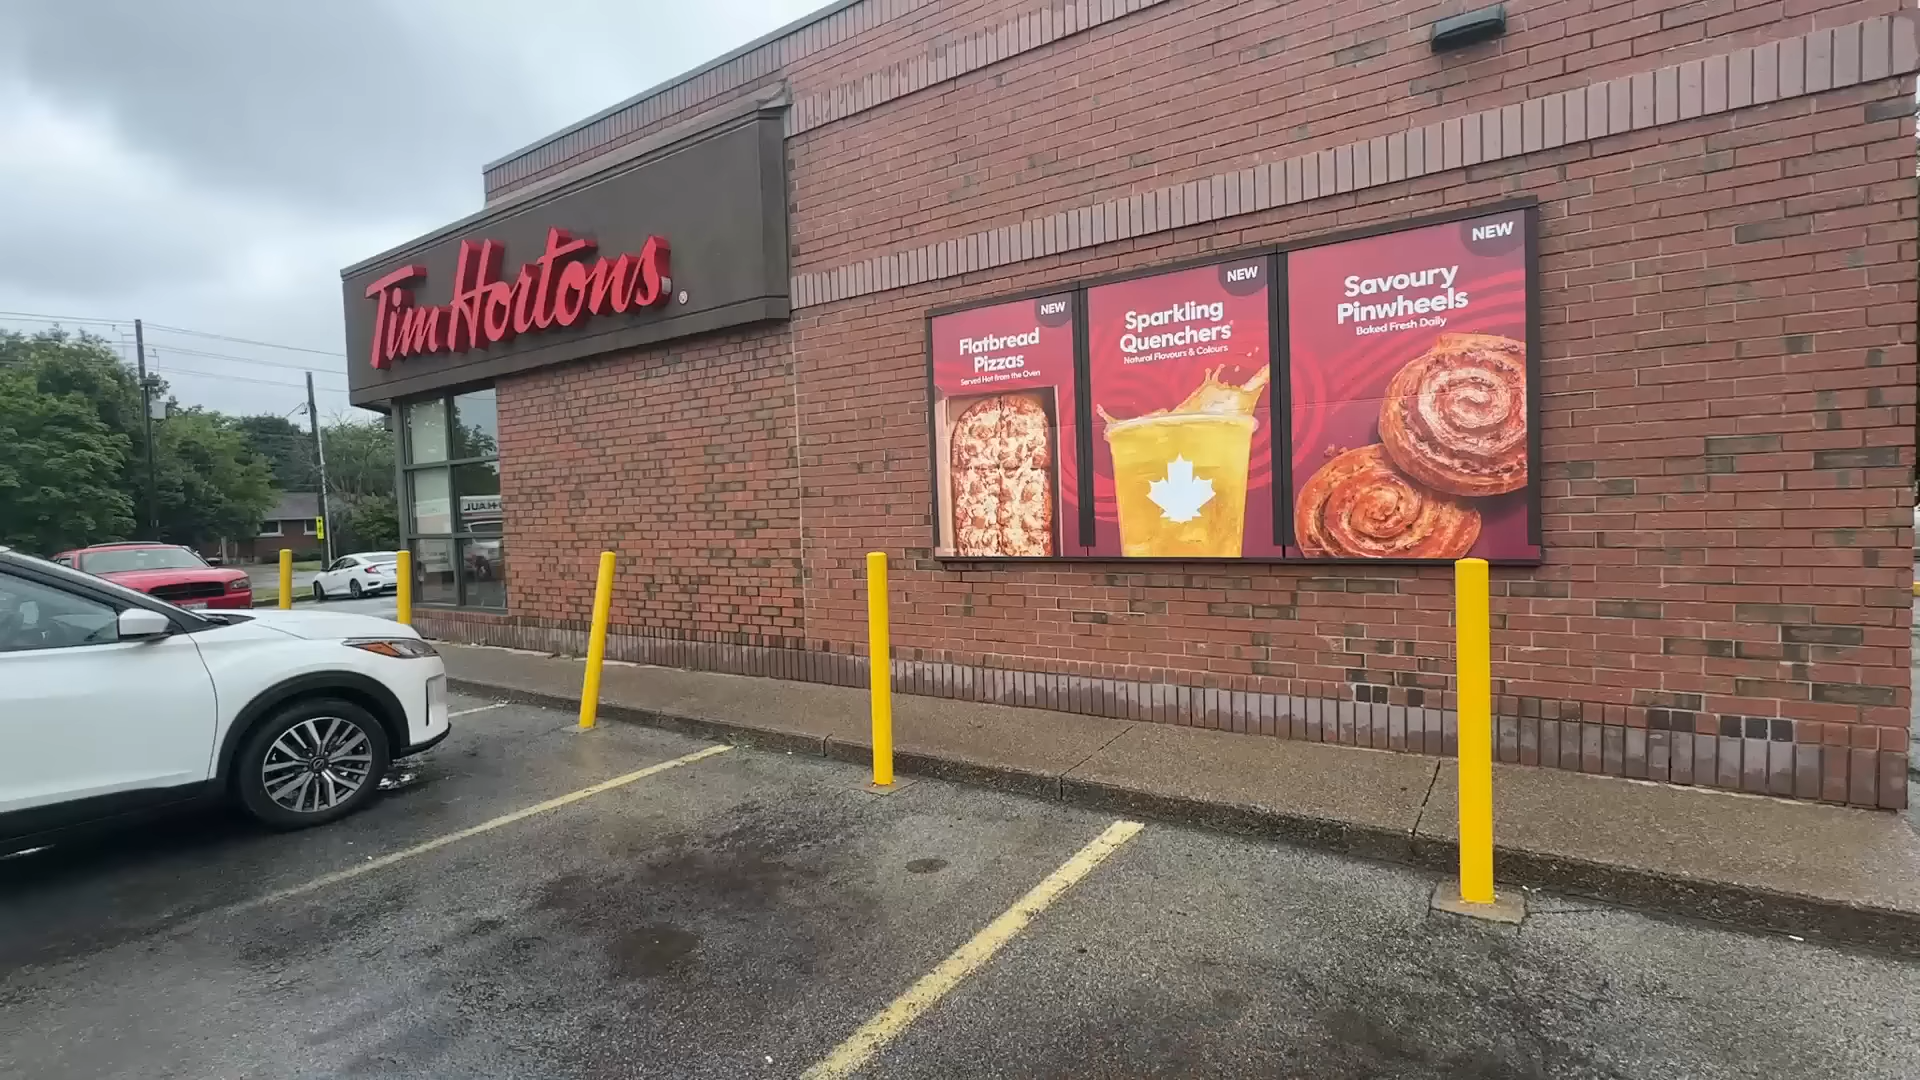 Tim Hortons
®
NEW
Flatbread
Pizzas
Served Hot from the Oven
NEW
Sparkling
Quenchers
Natural Flavours & Colours
NEW
Savoury
Pinwheels
Baked Fresh Daily